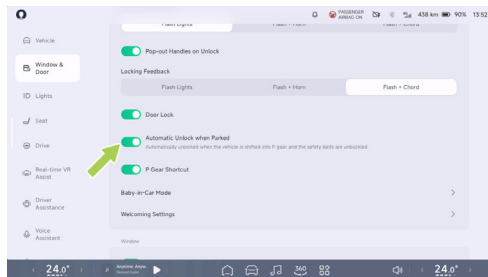 PASSENGER
AIRBAG ON
438 km
90%
13:52
Flash Lights
Flash + Horn
Flash + Chord
Vehicle
Pop-out Handles on Unlock
Window &
Door
Locking Feedback
Flash Lights
Flash + Horn
Flash + Chord
Lights
Door Lock
Seat
Automatic Unlock when Parked
Automatically unlocked when the vehicle is shifted into P gear and the safety belts are unbuckled
Drive
P Gear Shortcut
Real-time VR
Assist
Baby-in-Car Mode
Driver
Assistance
Welcoming Settings
Voice
Assistant
Window
24.0°
Anytime, Anyw
360
24.0°